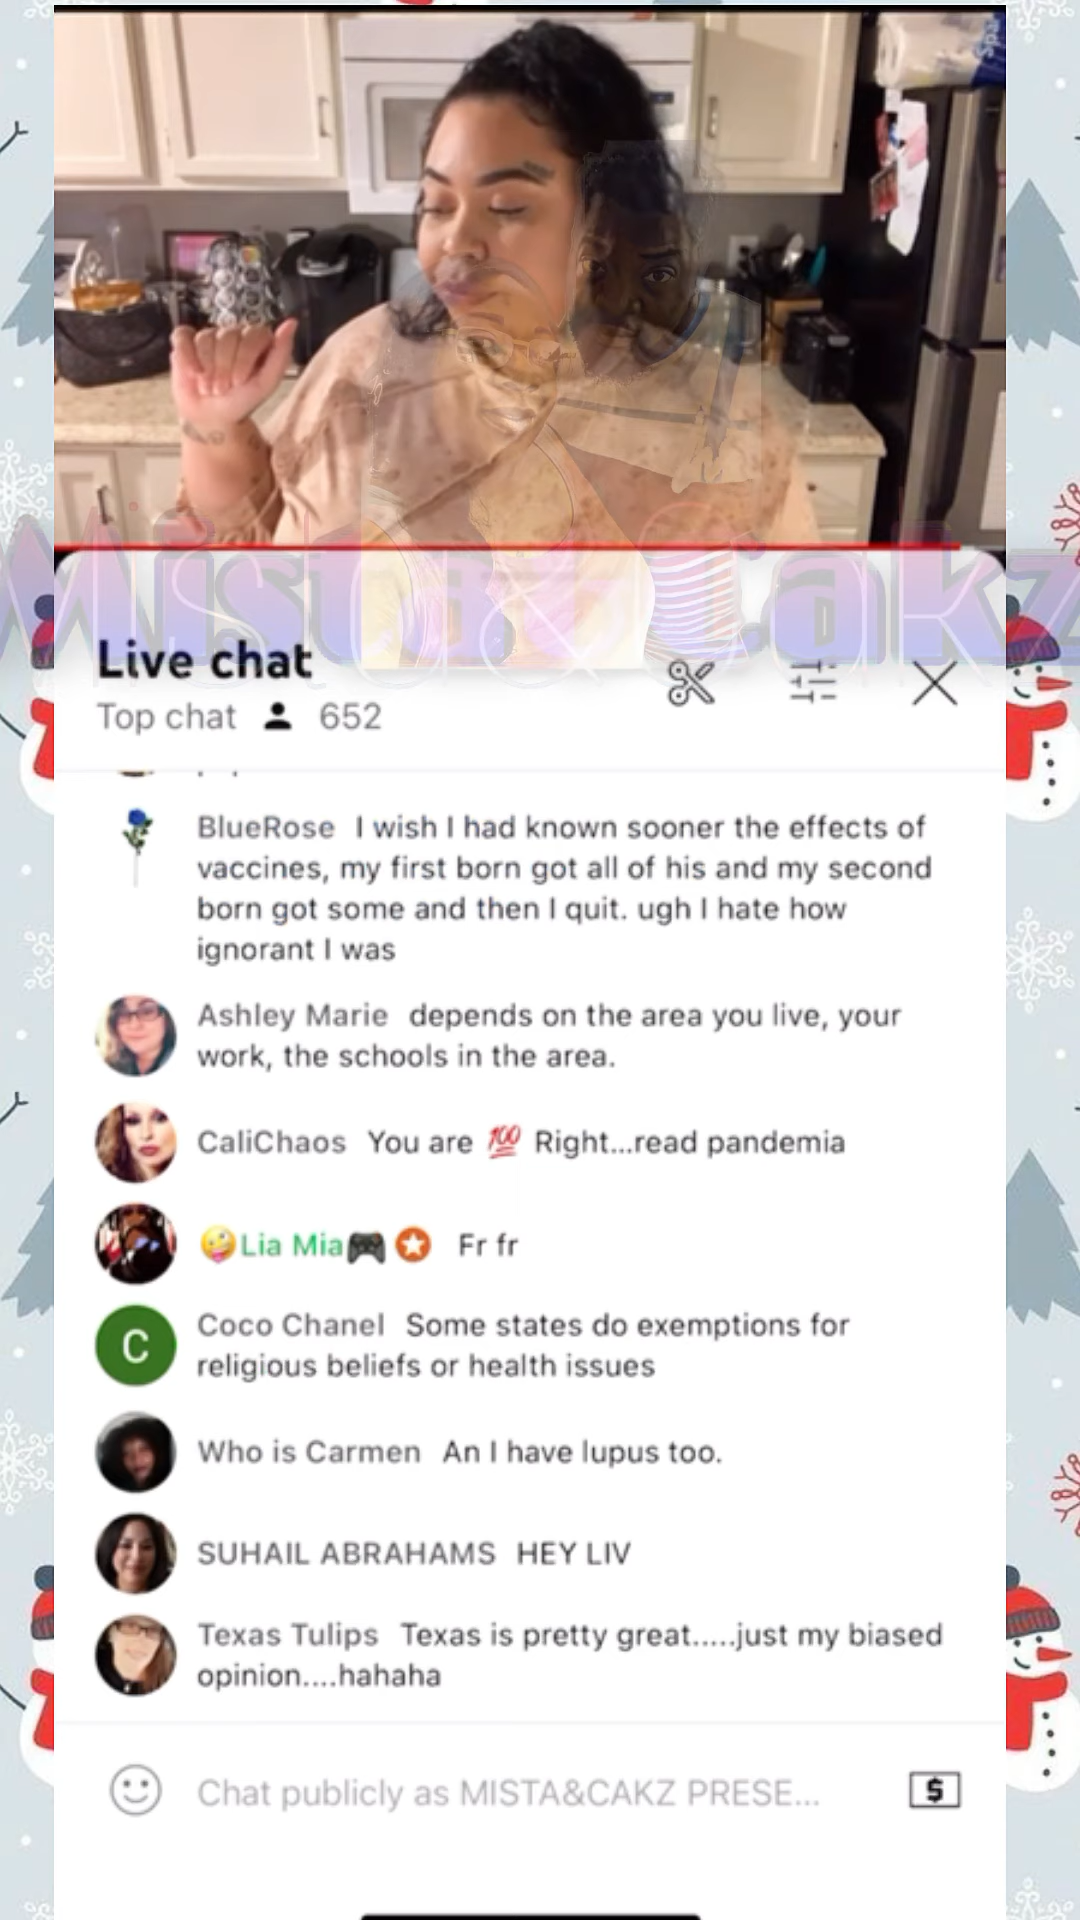 Mista&Cakz
Live chat
Top chat 652
BlueRose I wish I had known sooner the effects of
vaccines, my first born got all of his and my second
born got some and then I quit. ugh I hate how
ignorant I was
Ashley Marie depends on the area you live, your
work, the schools in the area.
CaliChaos You are 💯 Right...read pandemia
🤪Lia Mia🎮 Fr fr
C
Coco Chanel Some states do exemptions for
religious beliefs or health issues
Who is Carmen An I have lupus too.
SUHAIL ABRAHAMS HEY LIV
Texas Tulips Texas is pretty great.....just my biased
opinion....hahaha
Chat publicly as MISTA&CAKZ PRESE...
$